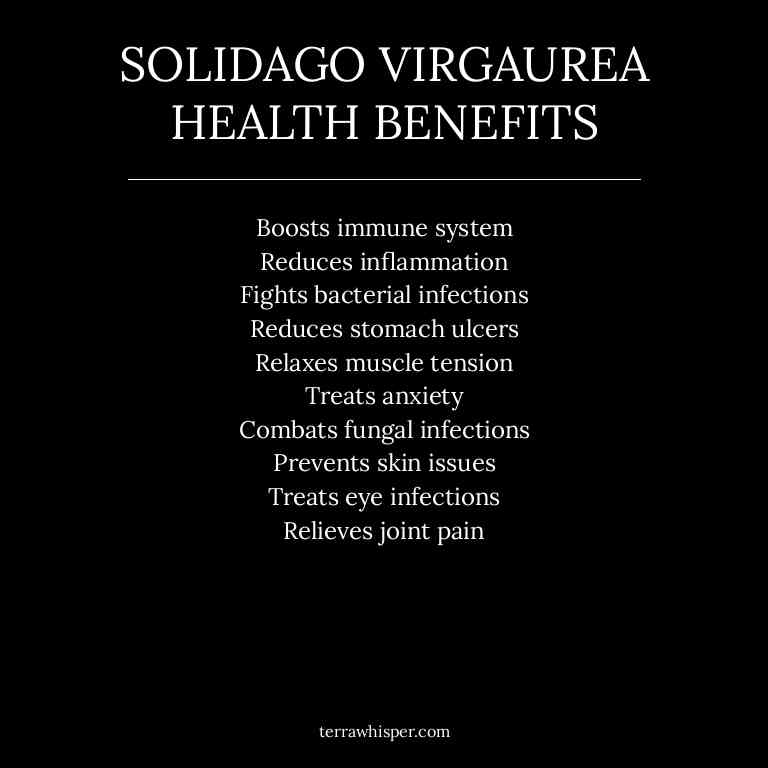 SOLIDAGO VIRGAUREA
HEALTH BENEFITS
Boosts immune system
Reduces inflammation
Fights bacterial infections
Reduces stomach ulcers
Relaxes muscle tension
Treats anxiety
Combats fungal infections
Prevents skin issues
Treats eye infections
Relieves joint pain
terrawhisper.com